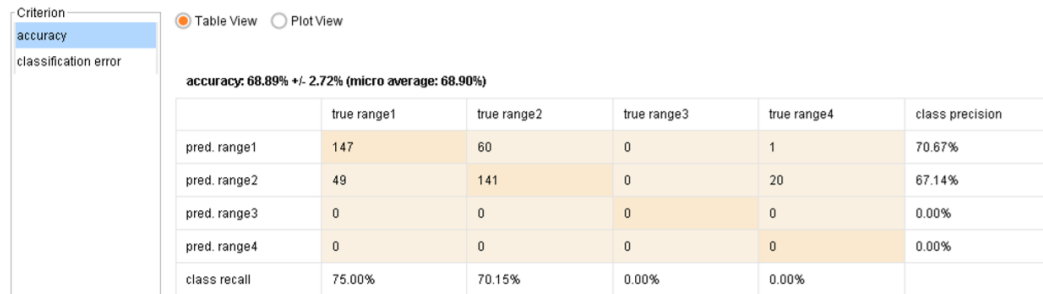 Criterion
accuracy
classification error
Table View Plot View
accuracy: 68.89% +/- 2.72% (micro average: 68.90%)
true range1 true range2 true range3 true range4 class precision
pred. range1 147 60 0 1 70.67%
pred. range2 49 141 0 20 67.14%
pred. range3 0 0 0 0 0.00%
pred. range4 0 0 0 0 0.00%
class recall 75.00% 70.15% 0.00% 0.00%